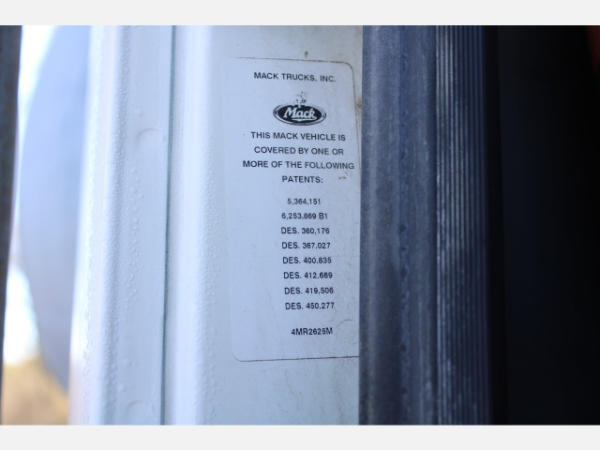 MACK TRUCKS, INC.
Mack
THIS MACK VEHICLE IS
COVERED BY ONE OR
MORE OF THE FOLLOWING
PATENTS:
5,364,151
6,253,869 B1
DES. 360,176
DES. 367,027
DES. 400,835
DES. 412,689
DES. 419,506
DES. 450,277
4MR2625M